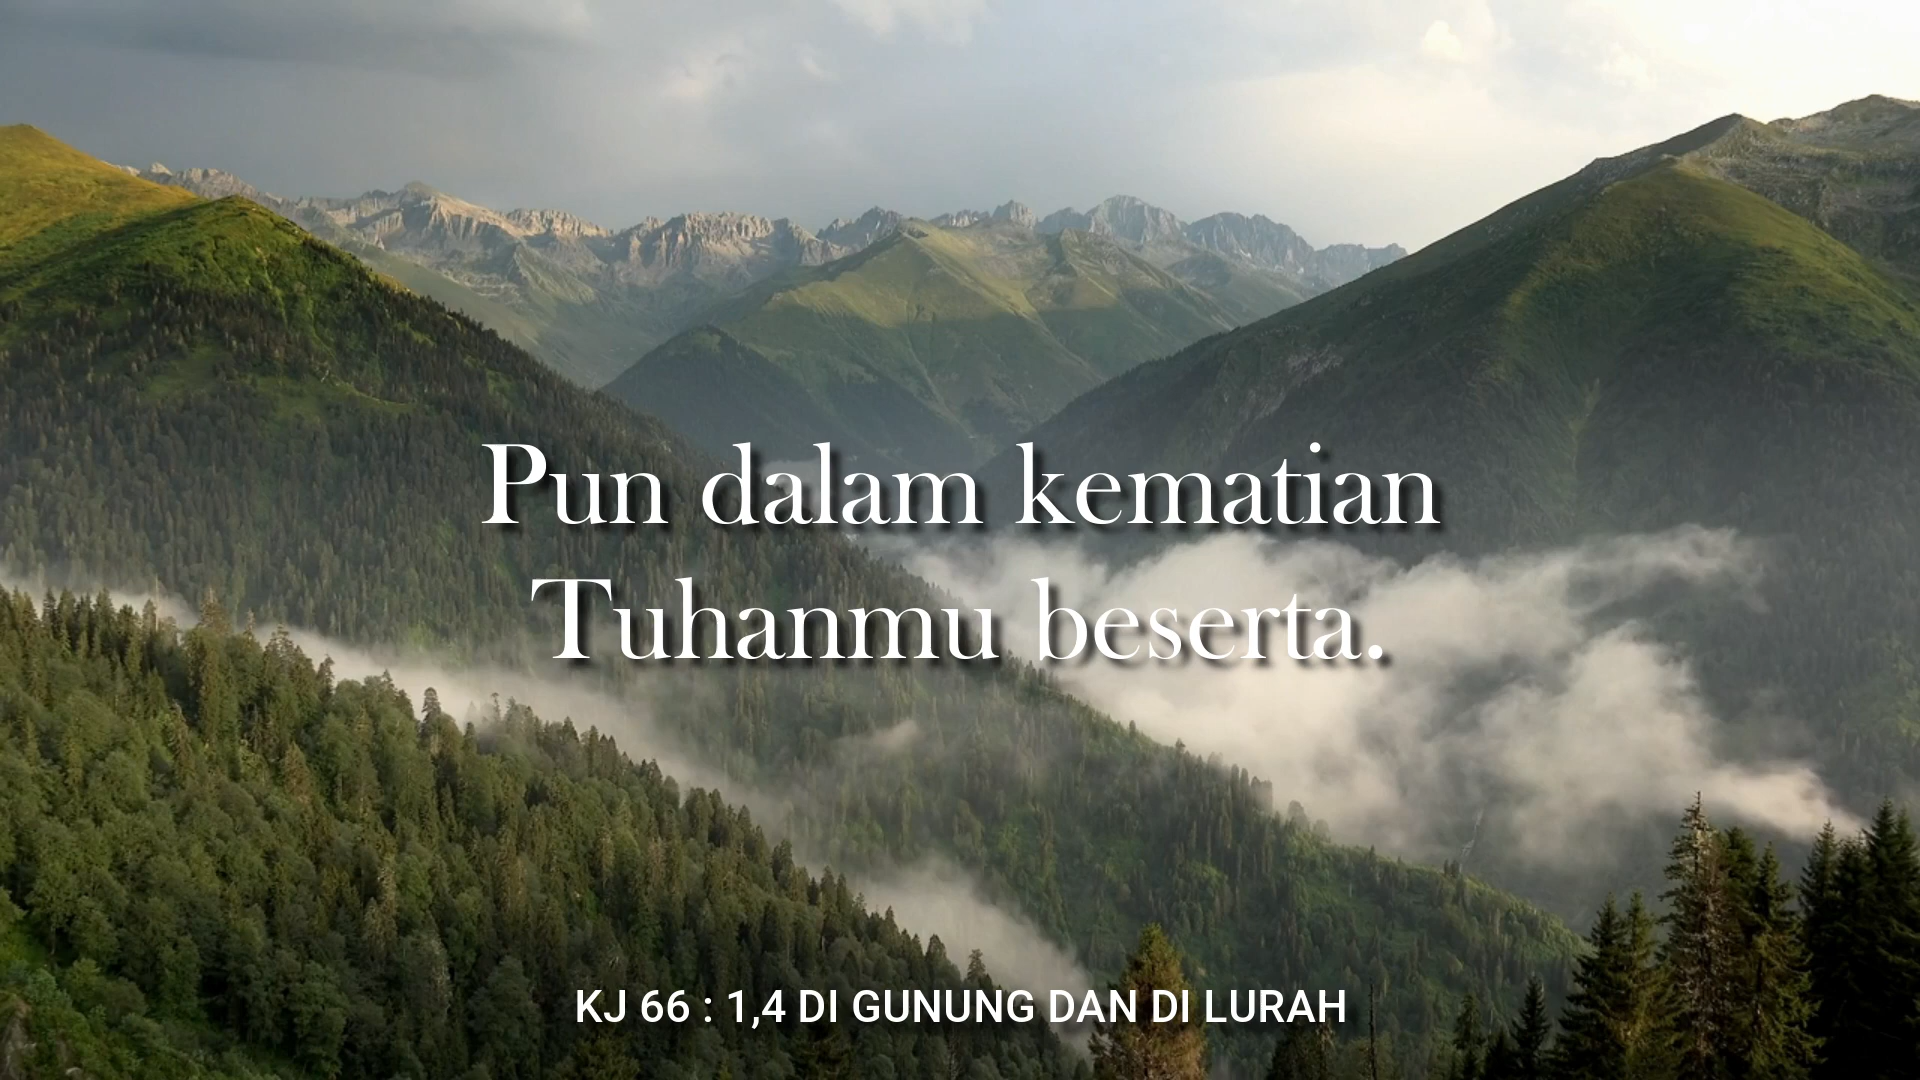 Pun dalam kematian
Tuhanmu beserta.
KJ 66 : 1,4 DI GUNUNG DAN DI LURAH